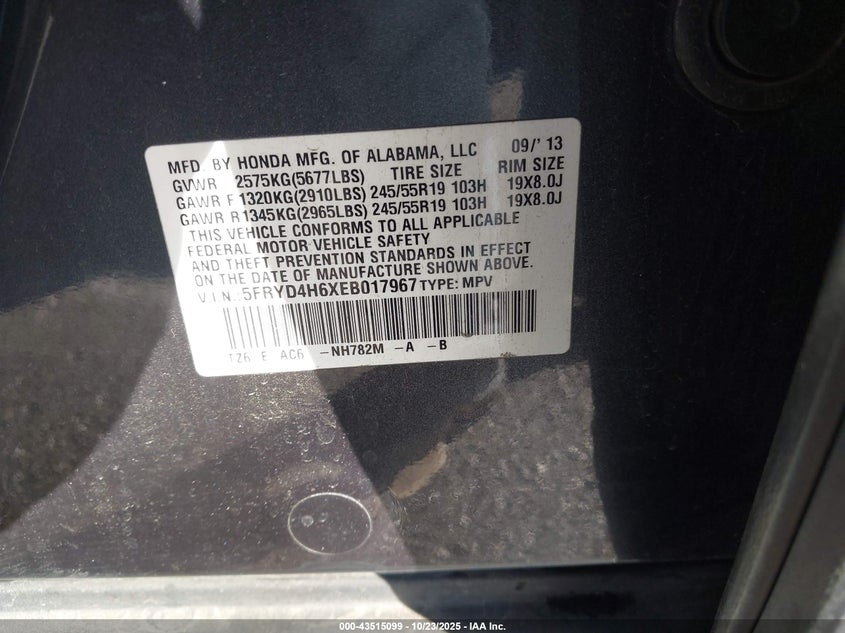 MFD. BY HONDA MFG. OF ALABAMA, LLC 09/' 13
GVWR 2575KG(5677LBS) TIRE SIZE RIM SIZE
GAWR F1320KG(2910LBS) 245/55R19 103H 19X8.0J
GAWR R1345KG(2965LBS) 245/55R19 103H 19X8.0J
THIS VEHICLE CONFORMS TO ALL APPLICABLE
FEDERAL MOTOR VEHICLE SAFETY
AND THEFT PREVENTION STANDARDS IN EFFECT
ON THE DATE OF MANUFACTURE SHOWN ABOVE.
V.I.N.:5FRYD4H6XEB017967 TYPE: MPV
TZ6 E AC6 -NH782M -A -B
000-43515099 - 10/23/2025 - IAA Inc.